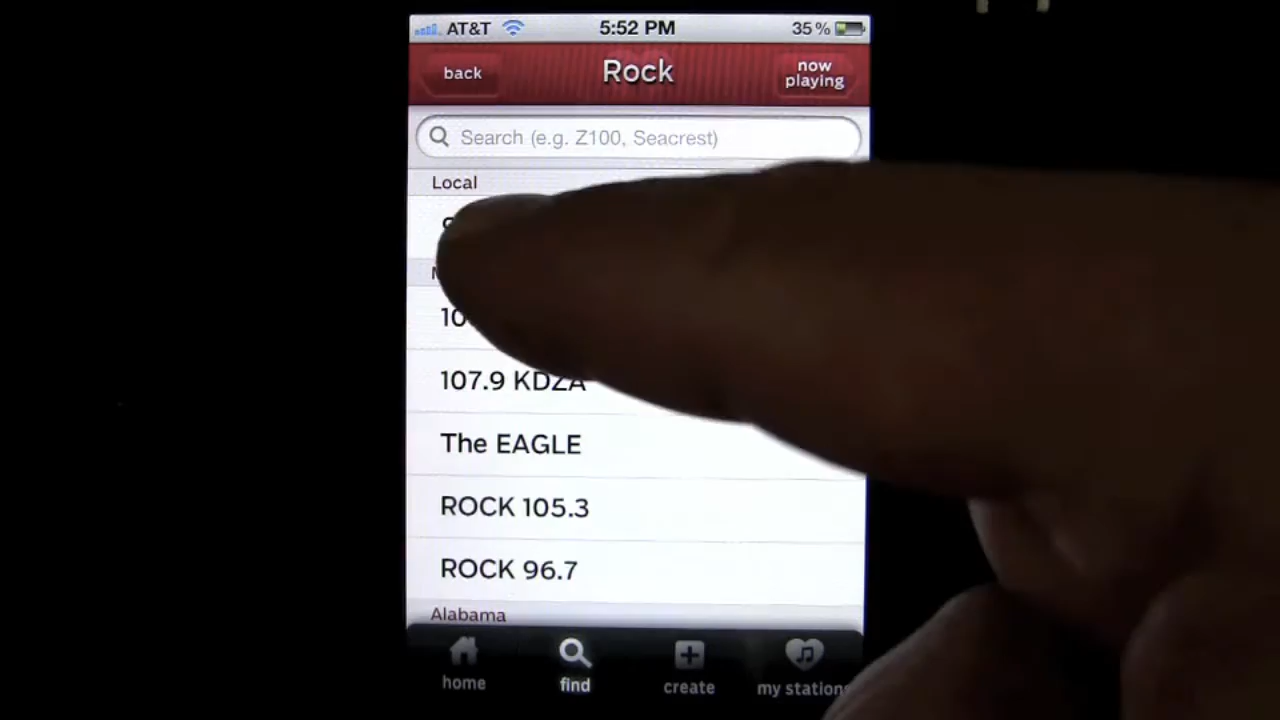 AT&T 5:52 PM 35%
back Rock now playing
Search (e.g. Z100, Seacrest)
Local
107.9 KDZA
The EAGLE
ROCK 105.3
ROCK 96.7
Alabama
home find create my stations